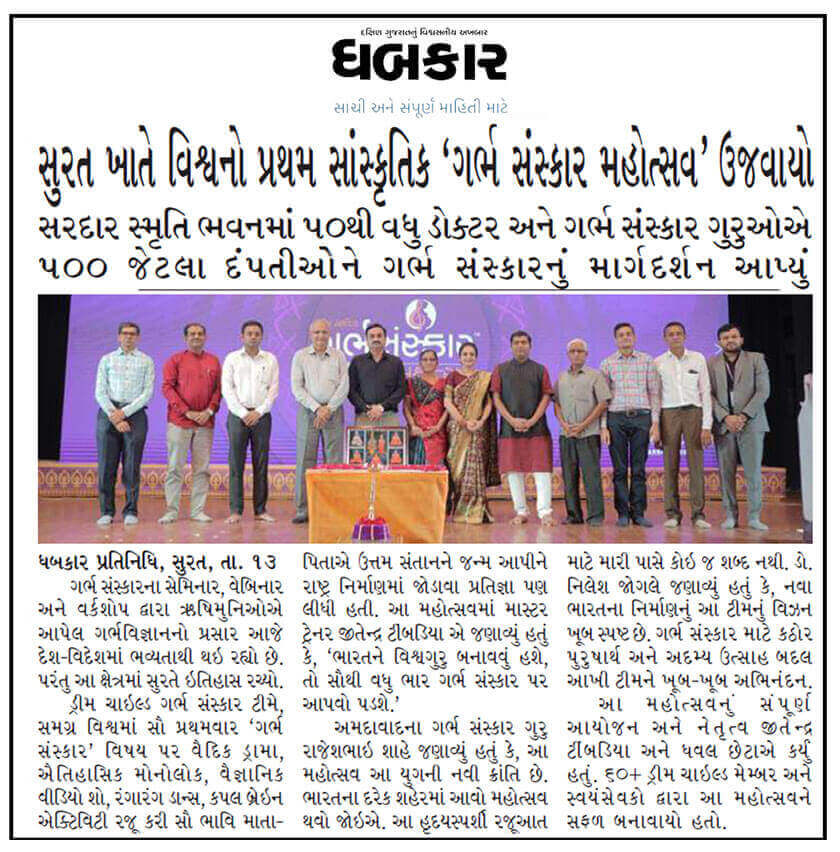 દક્ષિણ ગુજરાતનું વિશ્વસનીય અખબાર
ધબકાર
સાચી અને સંપૂર્ણ માહિતી માટે
સુરત ખાતે વિશ્વનો પ્રથમ સાંસ્કૃતિક ‘ગર્ભ સંસ્કાર મહોત્સવ’ ઉજવાયો
સરદાર સ્મૃતિ ભવનમાં ૫૦થી વધુ ડોક્ટર અને ગર્ભ સંસ્કાર ગુરુઓએ
૫૦૦ જેટલા દંપતીઓને ગર્ભ સંસ્કારનું માર્ગદર્શન આપ્યું
ગર્ભસંસ્કાર
ધબકાર પ્રતિનિધિ, સુરત, તા. ૧૩
ગર્ભ સંસ્કારના સેમિનાર, વેબિનાર
અને વર્કશોપ દ્વારા ઋષિમુનિઓએ
આપેલ ગર્ભવિજ્ઞાનનો પ્રસાર આજે
દેશ-વિદેશમાં ભવ્યતાથી થઇ રહ્યો છે.
પરંતુ આ ક્ષેત્રમાં સુરતે ઇતિહાસ રચ્યો.
ડ્રીમ ચાઇલ્ડ ગર્ભ સંસ્કાર ટીમે,
સમગ્ર વિશ્વમાં સૌ પ્રથમવાર ‘ગર્ભ
સંસ્કાર’ વિષય પર વૈદિક ડ્રામા,
ઐતિહાસિક મોનોલોક, વૈજ્ઞાનિક
વીડિયો શો, રંગારંગ ડાન્સ, કપલ બ્રેઇન
એક્ટિવિટી રજૂ કરી સૌ ભાવિ માતા-
પિતાએ ઉત્તમ સંતાનને જન્મ આપીને
રાષ્ટ્ર નિર્માણમાં જોડાવા પ્રતિજ્ઞા પણ
લીધી હતી. આ મહોત્સવમાં માસ્ટર
ટ્રેનર જીતેન્દ્ર ટીંબડિયા એ જણાવ્યું હતું
કે, ‘ભારતને વિશ્વગુરુ બનાવવું હશે,
તો સૌથી વધુ ભાર ગર્ભ સંસ્કાર પર
આપવો પડશે.’
અમદાવાદના ગર્ભ સંસ્કાર ગુરુ
રાજેશભાઇ શાહે જણાવ્યું હતું કે, આ
મહોત્સવ આ યુગની નવી ક્રાંતિ છે.
ભારતના દરેક શહેરમાં આવો મહોત્સવ
થવો જોઇએ. આ હૃદયસ્પર્શી રજૂઆત
માટે મારી પાસે કોઇ જ શબ્દ નથી. ડો.
નિલેશ જોગલે જણાવ્યું હતું કે, નવા
ભારતના નિર્માણનું આ ટીમનું વિઝન
ખૂબ સ્પષ્ટ છે. ગર્ભ સંસ્કાર માટે કઠોર
પુરુષાર્થ અને અદમ્ય ઉત્સાહ બદલ
આખી ટીમને ખૂબ-ખૂબ અભિનંદન.
આ મહોત્સવનું સંપૂર્ણ
આયોજન અને નેતૃત્વ જીતેન્દ્ર
ટીંબડિયા અને ધવલ છેટાએ કર્યું
હતું. ૬૦+ ડ્રીમ ચાઇલ્ડ મેમ્બર અને
સ્વયંસેવકો દ્વારા આ મહોત્સવને
સફળ બનાવાયો હતો.